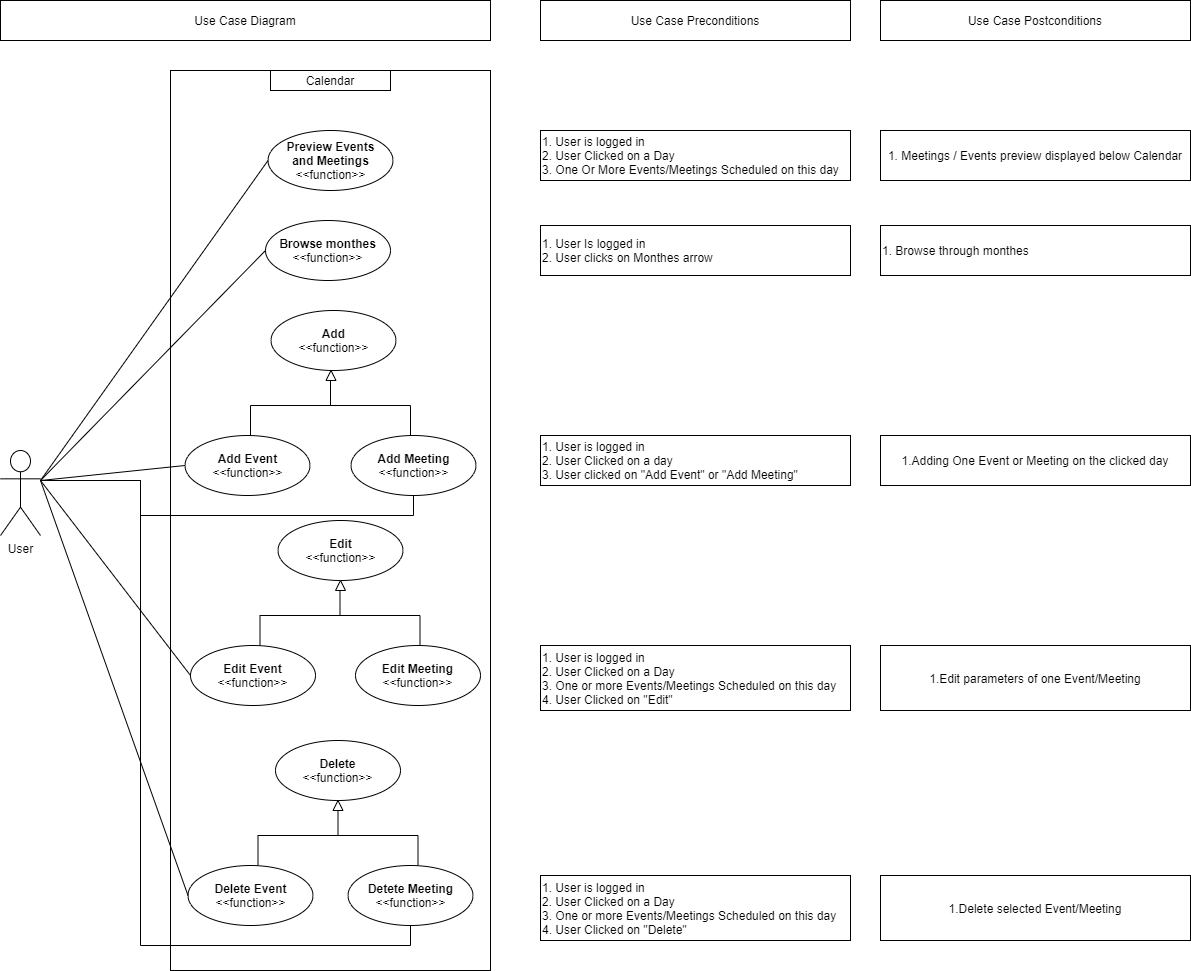 Use Case Diagram
Use Case Preconditions
Use Case Postconditions
Calendar
Preview Events
and Meetings
<<function>>
1. User is logged in
2. User Clicked on a Day
3. One Or More Events/Meetings Scheduled on this day
1. Meetings / Events preview displayed below Calendar
Browse monthes
<<function>>
1. User Is logged in
2. User clicks on Monthes arrow
1. Browse through monthes
Add
<<function>>
Add Event
<<function>>
Add Meeting
<<function>>
1. User is logged in
2. User Clicked on a day
3. User clicked on "Add Event" or "Add Meeting"
1.Adding One Event or Meeting on the clicked day
User
Edit
<<function>>
Edit Event
<<function>>
Edit Meeting
<<function>>
1. User is logged in
2. User Clicked on a Day
3. One or more Events/Meetings Scheduled on this day
4. User Clicked on "Edit"
1.Edit parameters of one Event/Meeting
Delete
<<function>>
Delete Event
<<function>>
Detete Meeting
<<function>>
1. User is logged in
2. User Clicked on a Day
3. One or more Events/Meetings Scheduled on this day
4. User Clicked on "Delete"
1.Delete selected Event/Meeting